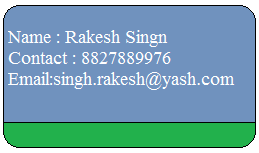 Name : Rakesh Singn
Contact : 8827889976
Email:singh.rakesh@yash.com